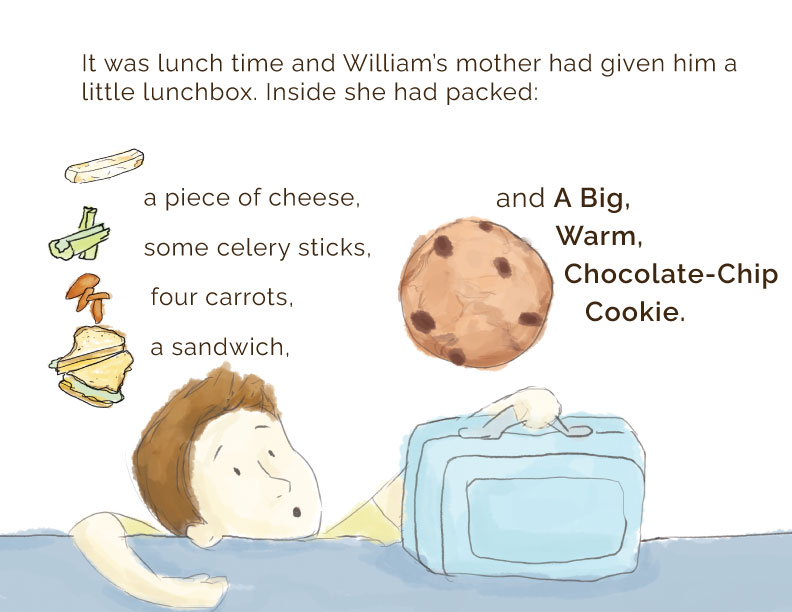 It was lunch time and William's mother had given him a
little lunchbox. Inside she had packed:
a piece of cheese,
some celery sticks,
four carrots,
a sandwich,
and A Big,
Warm,
Chocolate-Chip
Cookie.